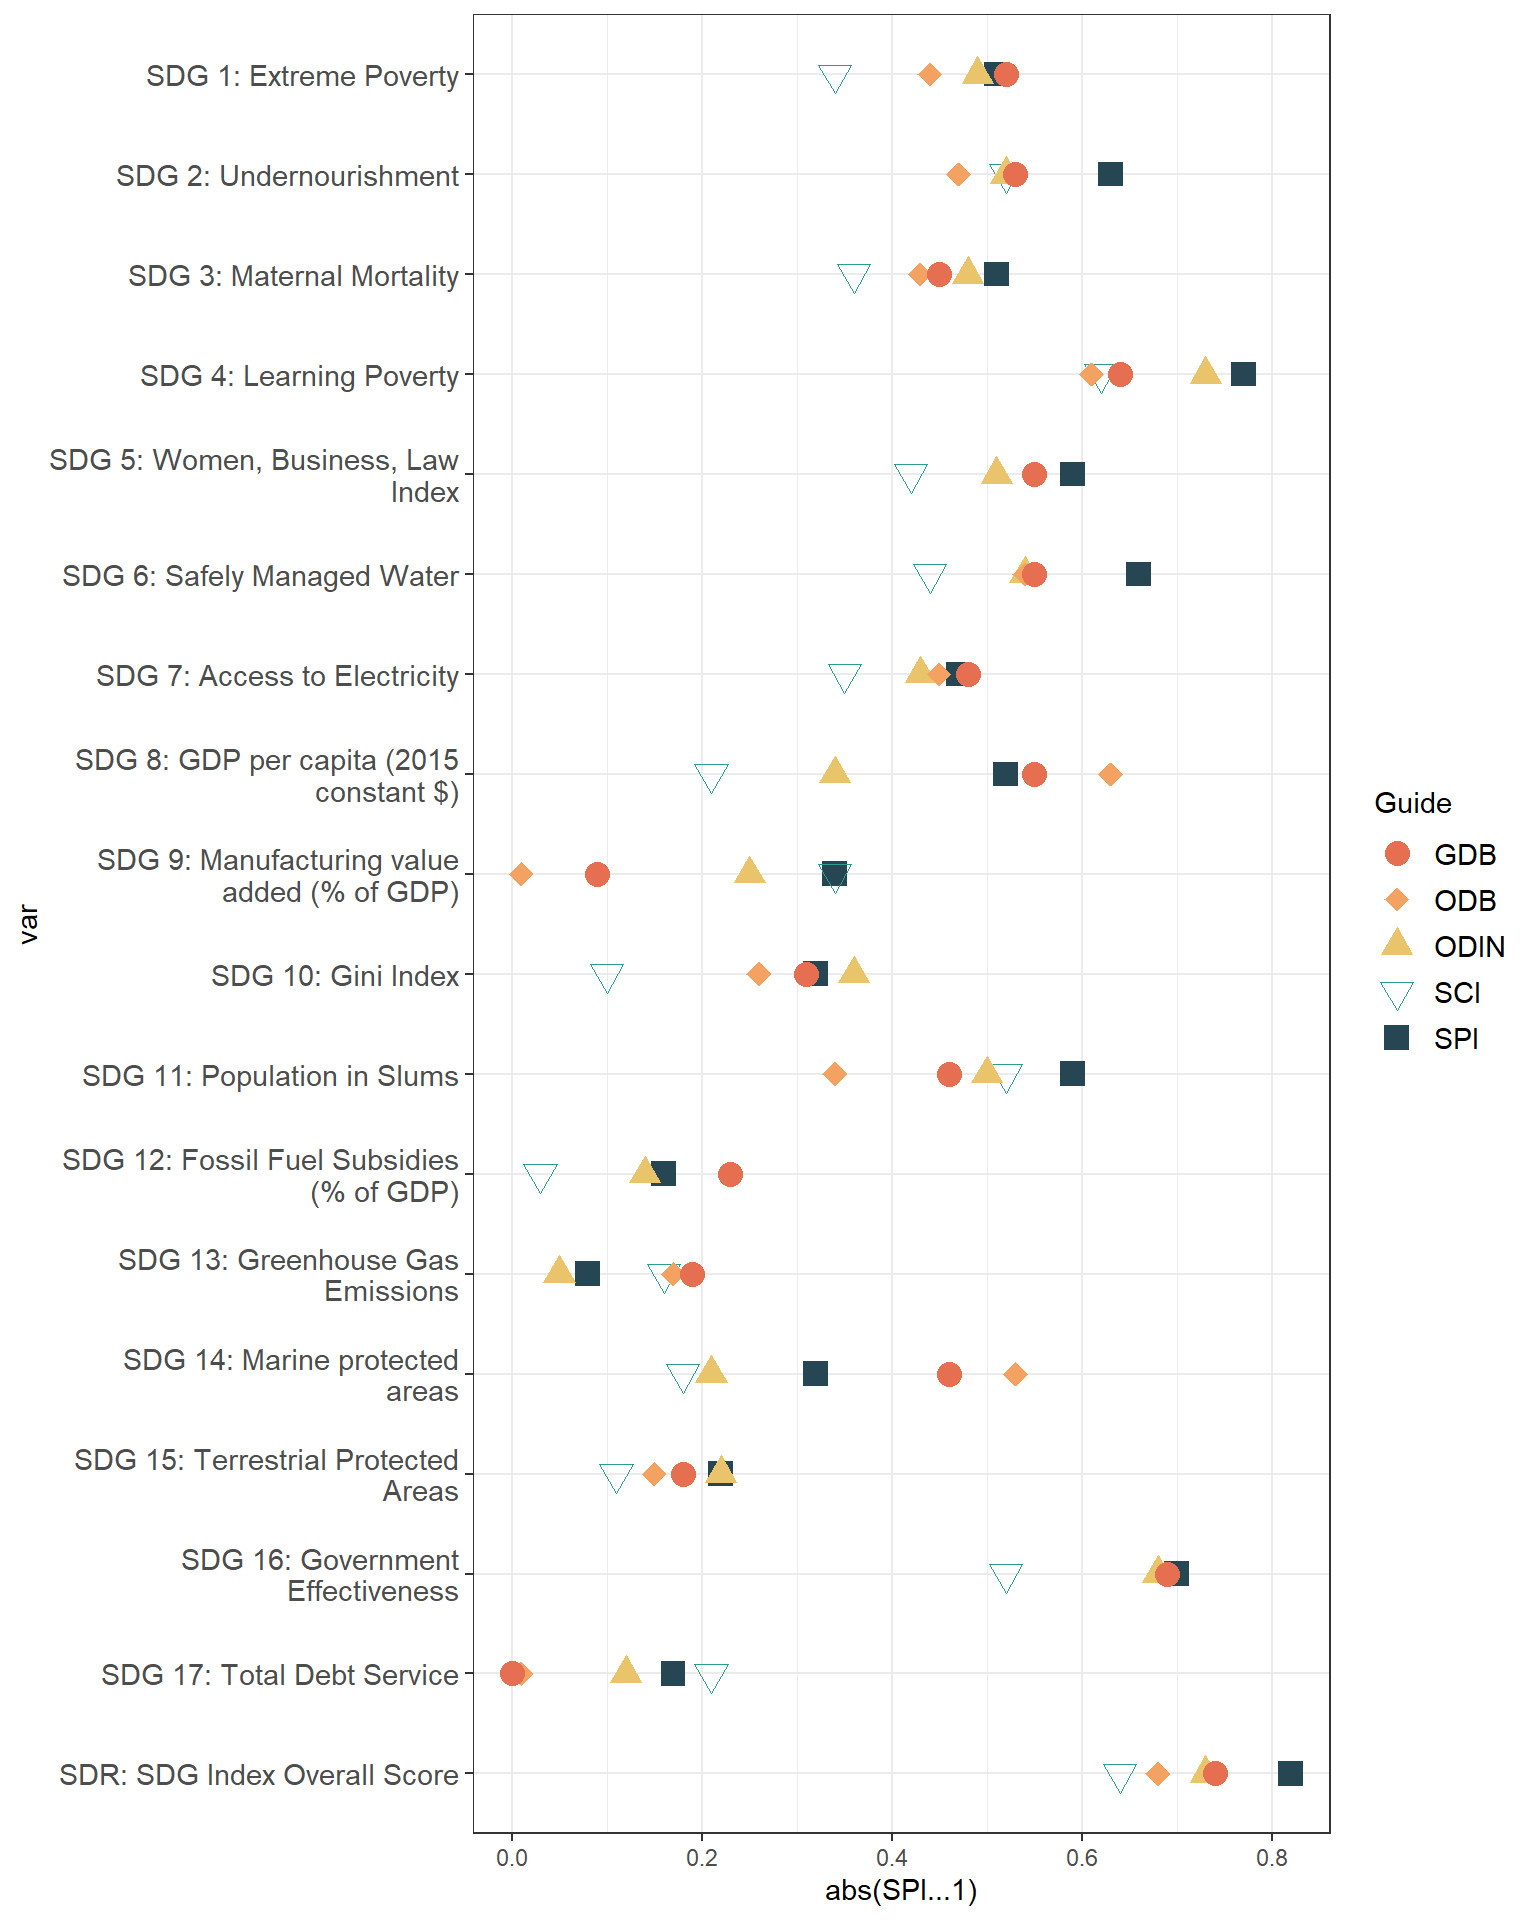 SDG 1: Extreme Poverty
SDG 2: Undernourishment
SDG 3: Maternal Mortality
SDG 4: Learning Poverty
SDG 5: Women, Business, Law
Index
SDG 6: Safely Managed Water
SDG 7: Access to Electricity
SDG 8: GDP per capita (2015
constant $)
SDG 9: Manufacturing value
added (% of GDP)
SDG 10: Gini Index
SDG 11: Population in Slums
SDG 12: Fossil Fuel Subsidies
(% of GDP)
SDG 13: Greenhouse Gas
Emissions
SDG 14: Marine protected
areas
SDG 15: Terrestrial Protected
Areas
SDG 16: Government
Effectiveness
SDG 17: Total Debt Service
SDR: SDG Index Overall Score
var
0.0 0.2 0.4 0.6 0.8
abs(SPI...1)
Guide
GDB
ODB
ODIN
SCI
SPI